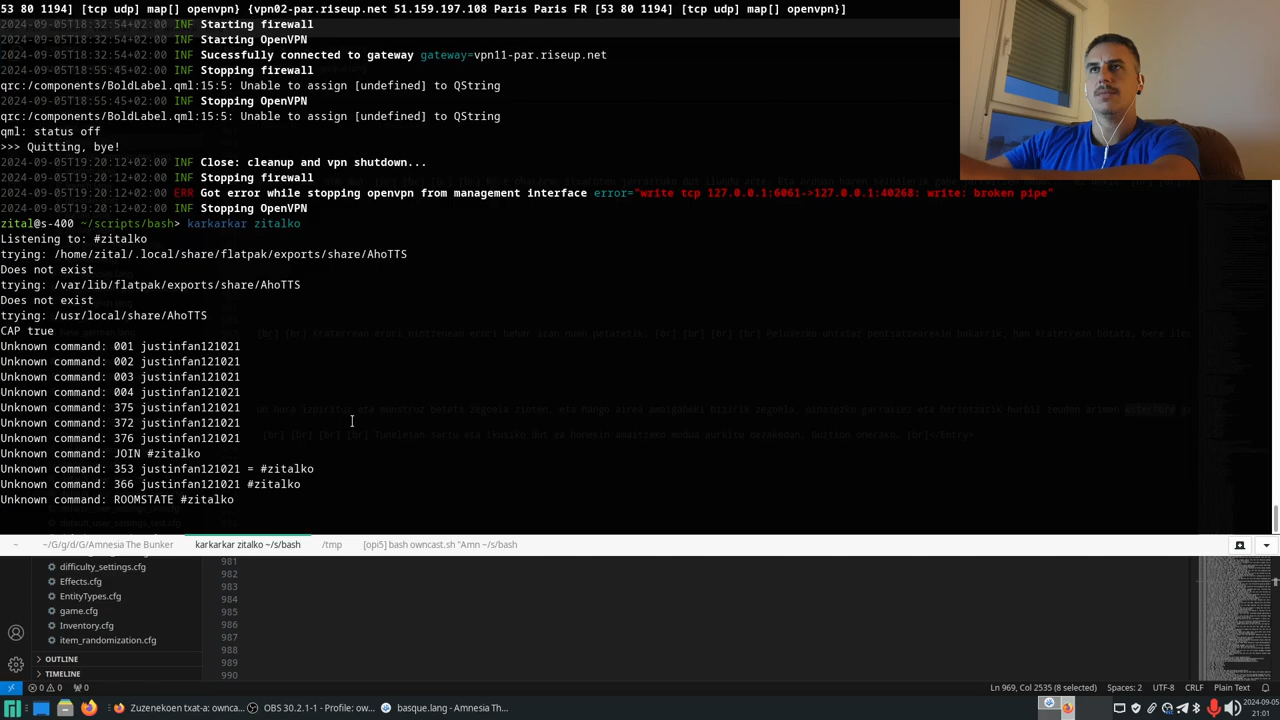 53 80 1194] [tcp udp] map[] openvpn} {vpn02-par.riseup.net 51.159.197.108 Paris Paris FR [53 80 1194] [tcp udp] map[] openvpn}]
2024-09-05T18:32:54+02:00 INF Starting firewall
2024-09-05T18:32:54+02:00 INF Starting OpenVPN
2024-09-05T18:32:54+02:00 INF Sucessfully connected to gateway gateway=vpn11-par.riseup.net
2024-09-05T18:55:45+02:00 INF Stopping firewall
qrc:/components/BoldLabel.qml:15:5: Unable to assign [undefined] to QString
2024-09-05T18:55:45+02:00 INF Stopping OpenVPN
qrc:/components/BoldLabel.qml:15:5: Unable to assign [undefined] to QString
qml: status off
>>> Quitting, bye!
2024-09-05T19:20:12+02:00 INF Close: cleanup and vpn shutdown...
2024-09-05T19:20:12+02:00 INF Stopping firewall
2024-09-05T19:20:12+02:00 ERR Got error while stopping openvpn from management interface error="write tcp 127.0.0.1:6061->127.0.0.1:40268: write: broken pipe"
2024-09-05T19:20:12+02:00 INF Stopping OpenVPN
zital@s-400 ~/scripts/bash> karkarkar zitalko
Listening to: #zitalko
trying: /home/zital/.local/share/flatpak/exports/share/AhoTTS
Does not exist
trying: /var/lib/flatpak/exports/share/AhoTTS
Does not exist
trying: /usr/local/share/AhoTTS
CAP true
Unknown command: 001 justinfan121021
Unknown command: 002 justinfan121021
Unknown command: 003 justinfan121021
Unknown command: 004 justinfan121021
Unknown command: 375 justinfan121021
Unknown command: 372 justinfan121021
Unknown command: 376 justinfan121021
Unknown command: JOIN #zitalko
Unknown command: 353 justinfan121021 = #zitalko
Unknown command: 366 justinfan121021 #zitalko
Unknown command: ROOMSTATE #zitalko
~ ~/G/g/d/G/Amnesia The Bunker karkarkar zitalko ~/s/bash /tmp [opi5] bash owncast.sh "Amn ~/s/bash
981
difficulty_settings.cfg 982
Effects.cfg 983
984
EntityTypes.cfg 985
game.cfg 986
Inventory.cfg 987
item_randomization.cfg 988
OUTLINE 989
TIMELINE 990
0 0 0 Ln 969, Col 2535 (8 selected) Spaces: 2 UTF-8 CRLF Plain Text
Zuzenekoen txat-a: ownca... OBS 30.2.1-1 - Profilw... basque.lang - Amnesia Th... 2024-09-05
21:01